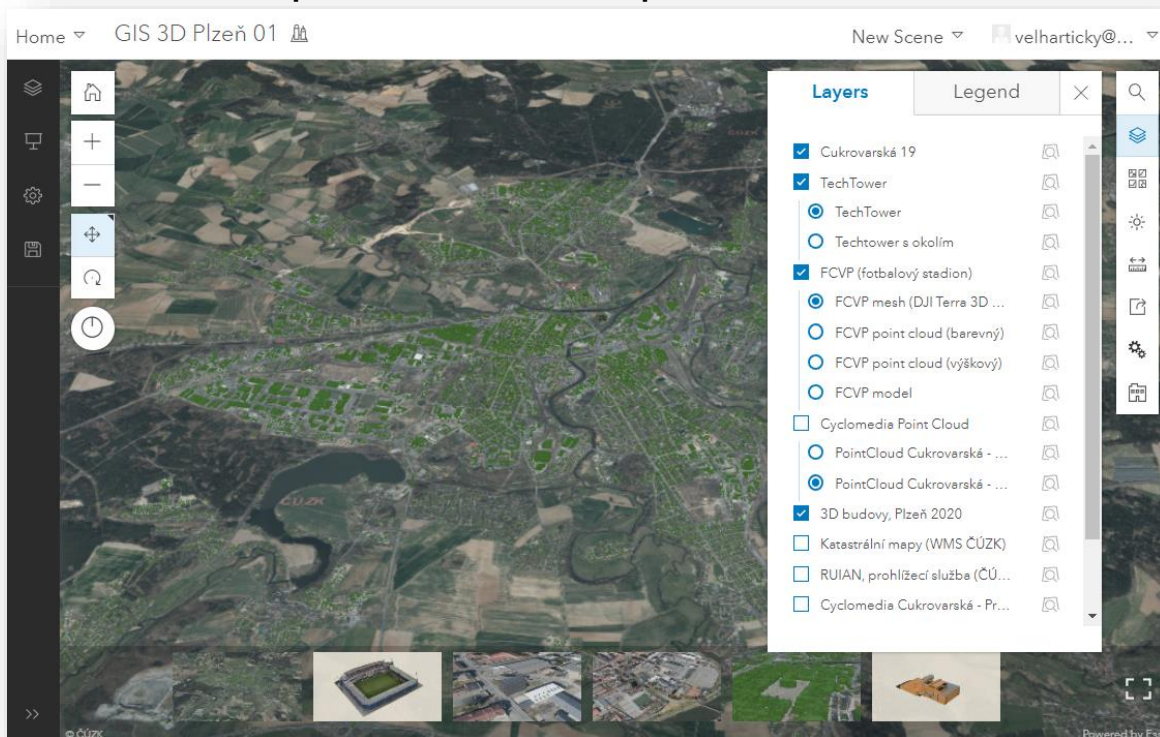 Home
GIS 3D Plzeň 01
New Scene
velharticky@...
Layers
Legend
Cukrovarská 19
TechTower
TechTower
Techtower s okolím
FCVP (fotbalový stadion)
FCVP mesh (DJI Terra 3D ...
FCVP point cloud (barevný)
FCVP point cloud (výškový)
FCVP model
Cyclomedia Point Cloud
PointCloud Cukrovarská - ...
PointCloud Cukrovarská - ...
3D budovy, Plzeň 2020
Katastrální mapy (WMS ČÚZK)
RUIAN, prohlížecí služba (ČÚ...
Cyclomedia Cukrovarská - Pr...
ČÚZK
© ČÚZK
Powered by Esri